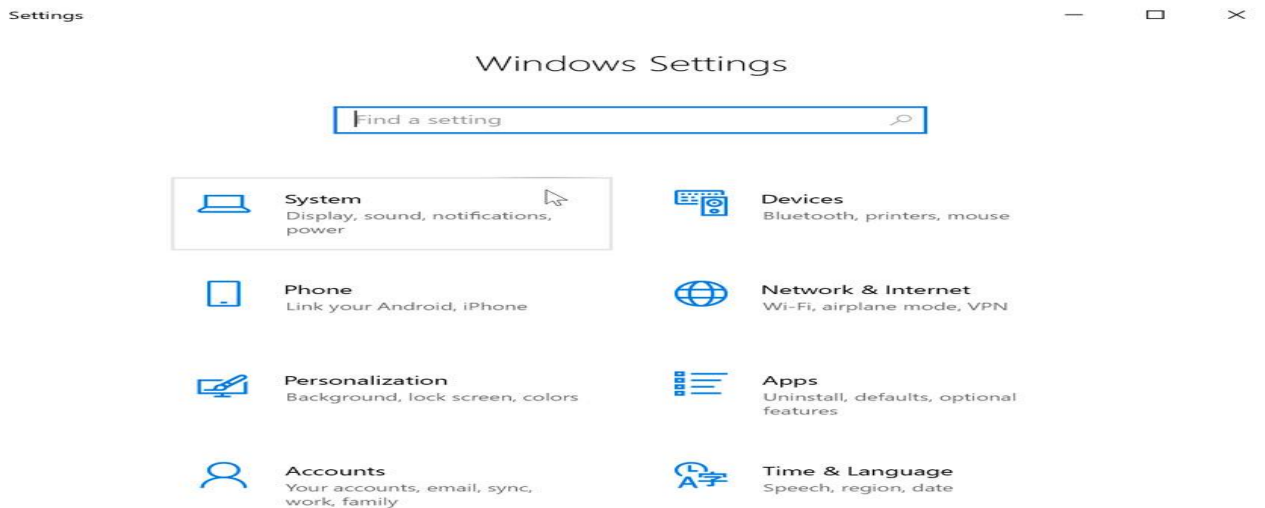 Settings
Windows Settings
Find a setting
System
Display, sound, notifications,
power
Devices
Bluetooth, printers, mouse
Phone
Link your Android, iPhone
Network & Internet
Wi-Fi, airplane mode, VPN
Personalization
Background, lock screen, colors
Apps
Uninstall, defaults, optional
features
Accounts
Your accounts, email, sync,
work, family
Time & Language
Speech, region, date